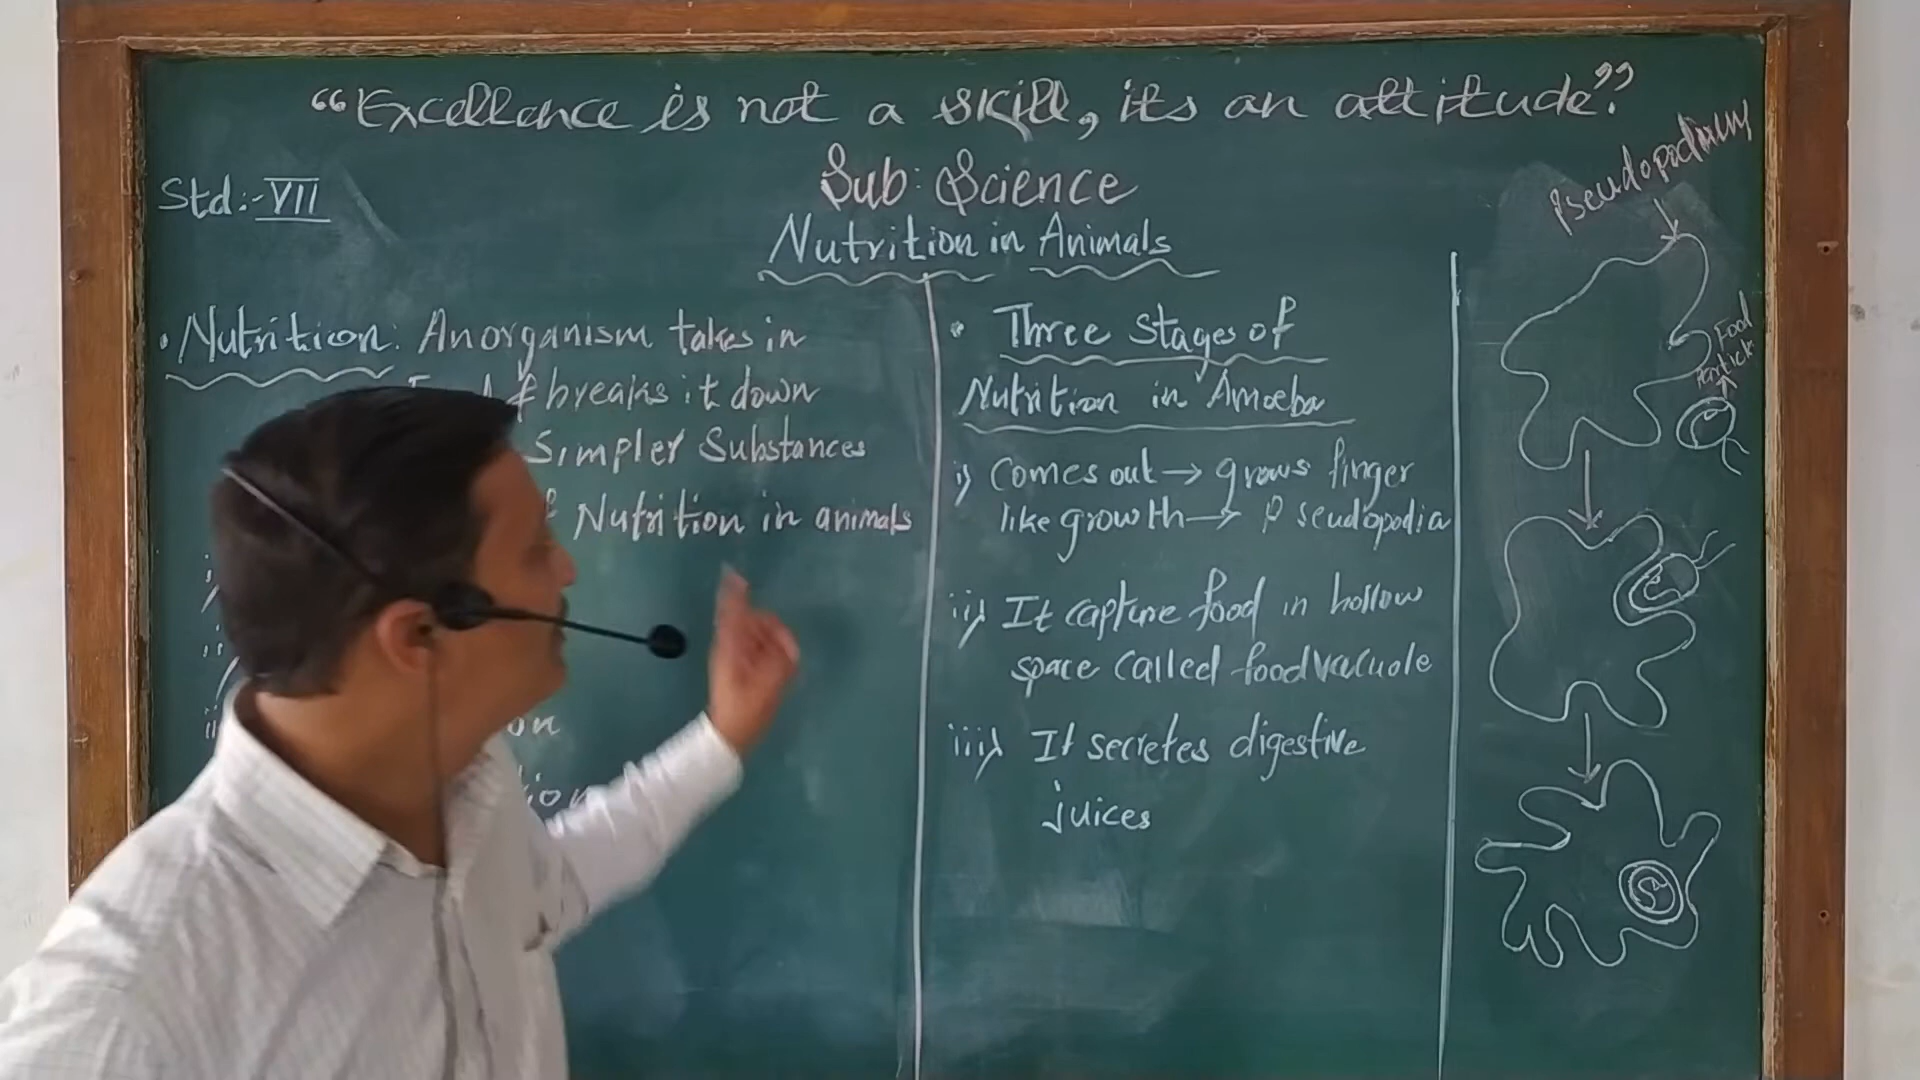 “Excellence is not a skill, its an attitude”
Std:- VII
Sub: Science
Nutrition in Animals
• Nutrition: An organism takes in
& breaks it down
Simpler Substances
Nutrition in animals
• Three Stages of
Nutrition in Amoeba
i) Comes out → grows finger
like growth → Pseudopodia
ii) It capture food in hollow
space called food vacuole
iii) It secretes digestive
juices
Pseudopodium
Food
Particle